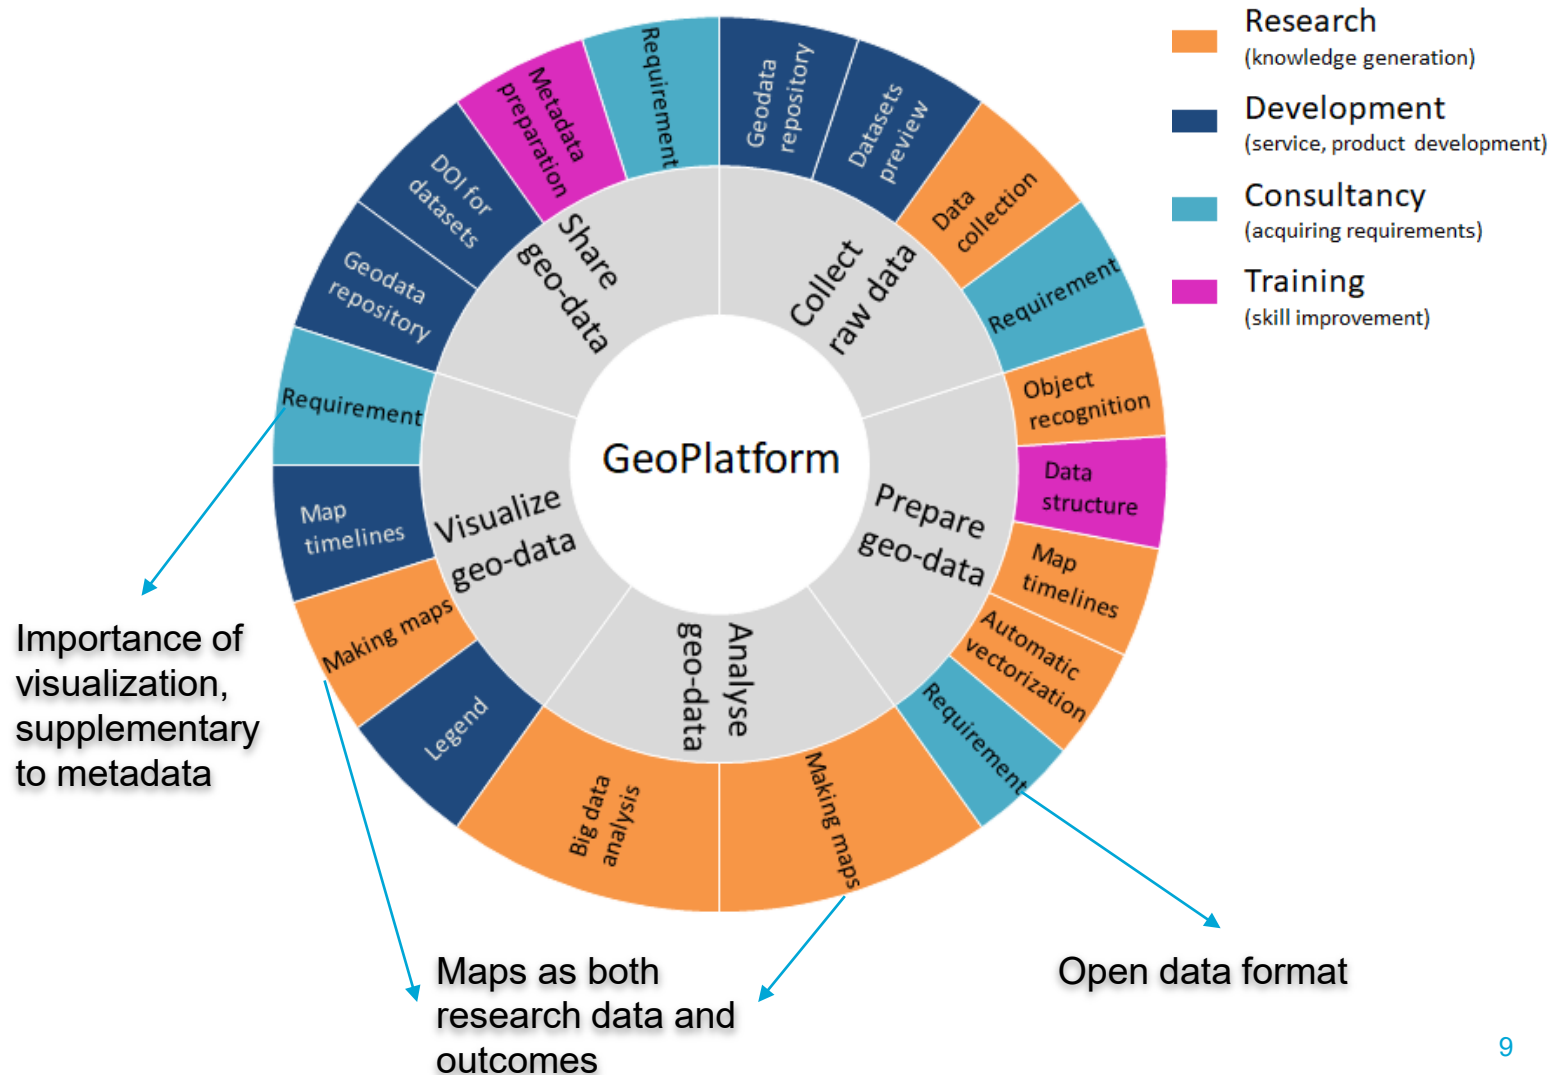 Research
(knowledge generation)
Development
(service, product development)
Consultancy
(acquiring requirements)
Training
(skill improvement)
GeoPlatform
Collect
raw data
Geodata
repository
Datasets
preview
Data
collection
Requirement
Prepare
geo-data
Object
recognition
Data
structure
Map
timelines
Automatic
vectorization
Requirement
Analyse
geo-data
Making maps
Big data
analysis
Visualize
geo-data
Legend
Making maps
Map
timelines
Requirement
Share
geo-data
Geodata
repository
DOI for
datasets
Metadata
preparation
Requirement
Importance of
visualization,
supplementary
to metadata
Maps as both
research data and
outcomes
Open data format
9